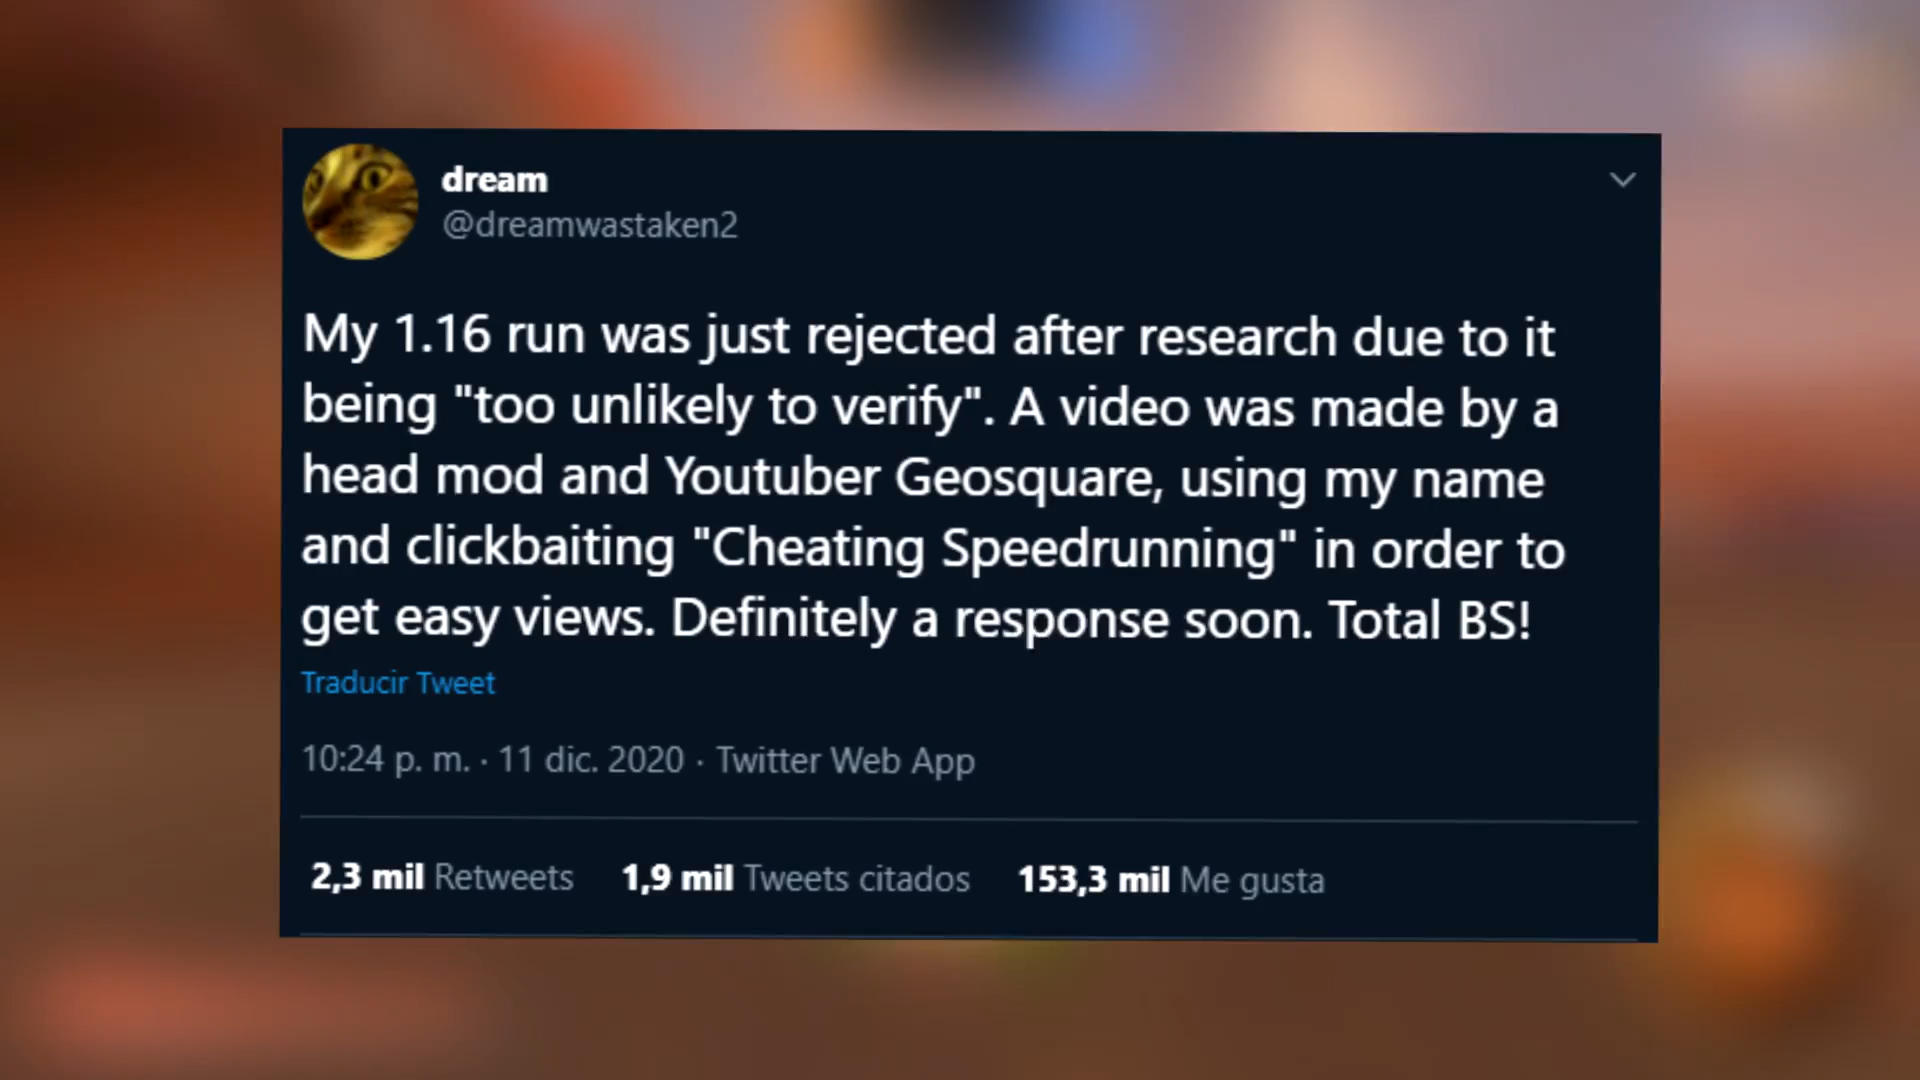 dream
@dreamwastaken2
My 1.16 run was just rejected after research due to it
being "too unlikely to verify". A video was made by a
head mod and Youtuber Geosquare, using my name
and clickbaiting "Cheating Speedrunning" in order to
get easy views. Definitely a response soon. Total BS!
Traducir Tweet
10:24 p. m. · 11 dic. 2020 · Twitter Web App
2,3 mil Retweets 1,9 mil Tweets citados 153,3 mil Me gusta